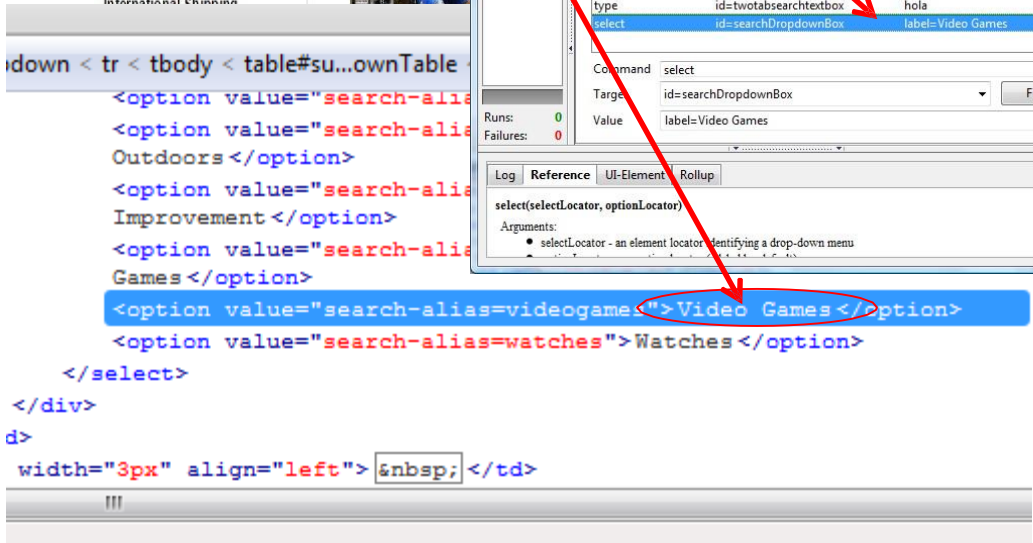 International Shipping
type id=twotabsearchtextbox hola
select id=searchDropdownBox label=Video Games
down < tr < tbody < table#su...ownTable
Command select
Target id=searchDropdownBox
Value label=Video Games
Runs: 0
Failures: 0
Log Reference UI-Element Rollup
select(selectLocator, optionLocator)
Arguments:
selectLocator - an element locator identifying a drop-down menu
<option value="search-alia
<option value="search-alia
Outdoors</option>
<option value="search-alia
Improvement</option>
<option value="search-alia
Games</option>
<option value="search-alias=videogames">Video Games</option>
<option value="search-alias=watches">Watches</option>
</select>
</div>
d>
width="3px" align="left">&nbsp;</td>